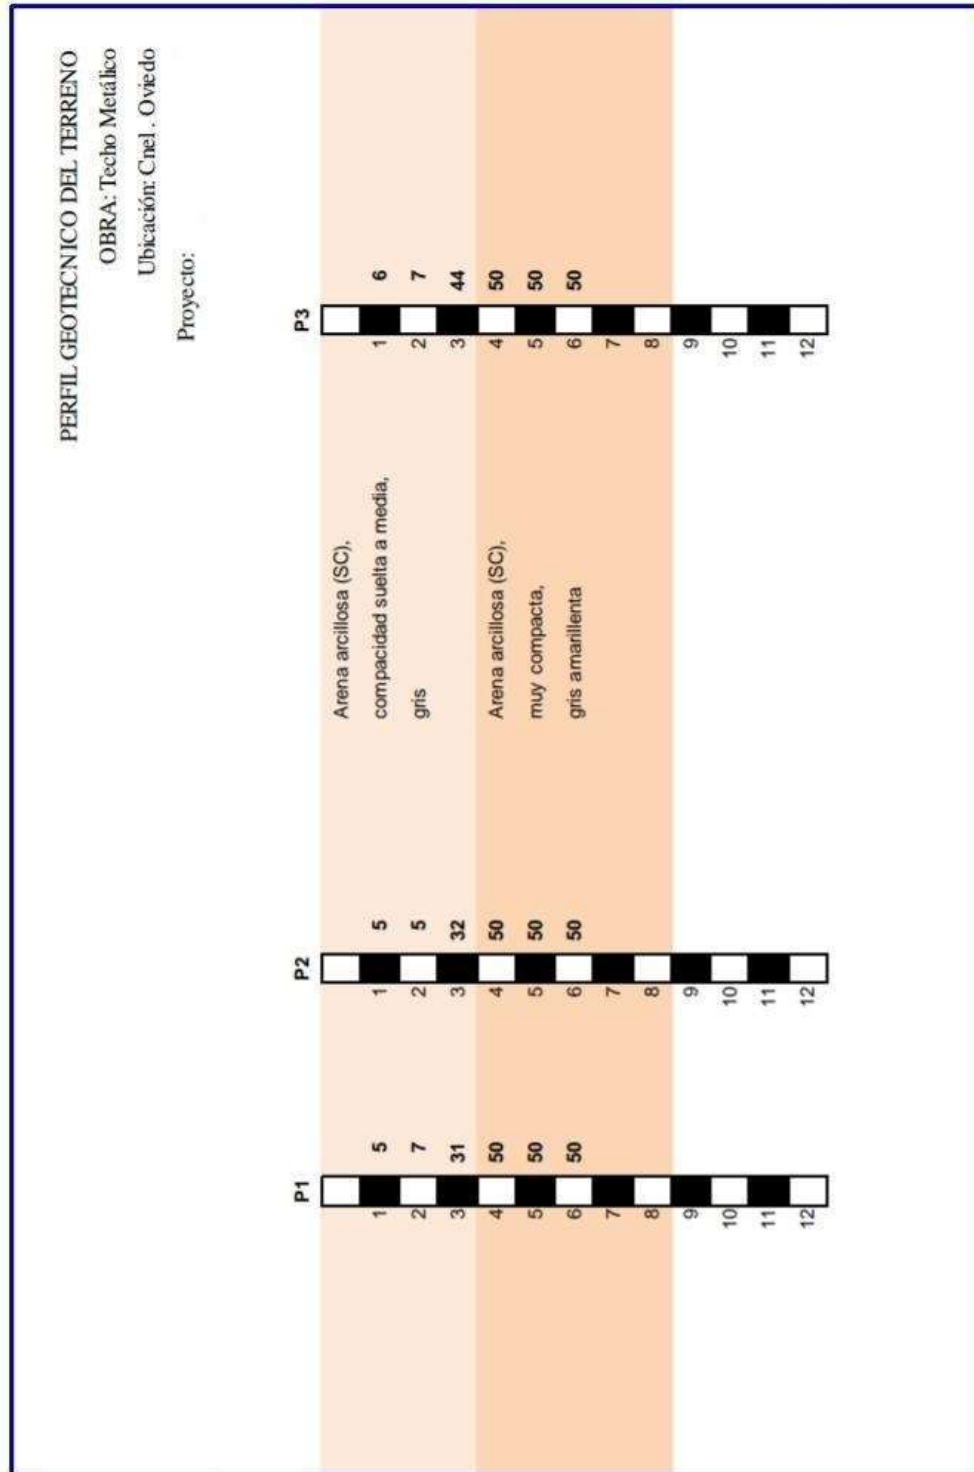 PERFIL GEOTECNICO DEL TERRENO
OBRA: Techo Metálico
Ubicación: Cnel . Oviedo
Proyecto:
P1
P2
P3
1 5
2 7
3 31
4 50
5 50
6 50
7
8
9
10
11
12
1 5
2 5
3 32
4 50
5 50
6 50
7
8
9
10
11
12
Arena arcillosa (SC),
compacidad suelta a media,
gris
Arena arcillosa (SC),
muy compacta,
gris amarillenta
1 6
2 7
3 44
4 50
5 50
6 50
7
8
9
10
11
12